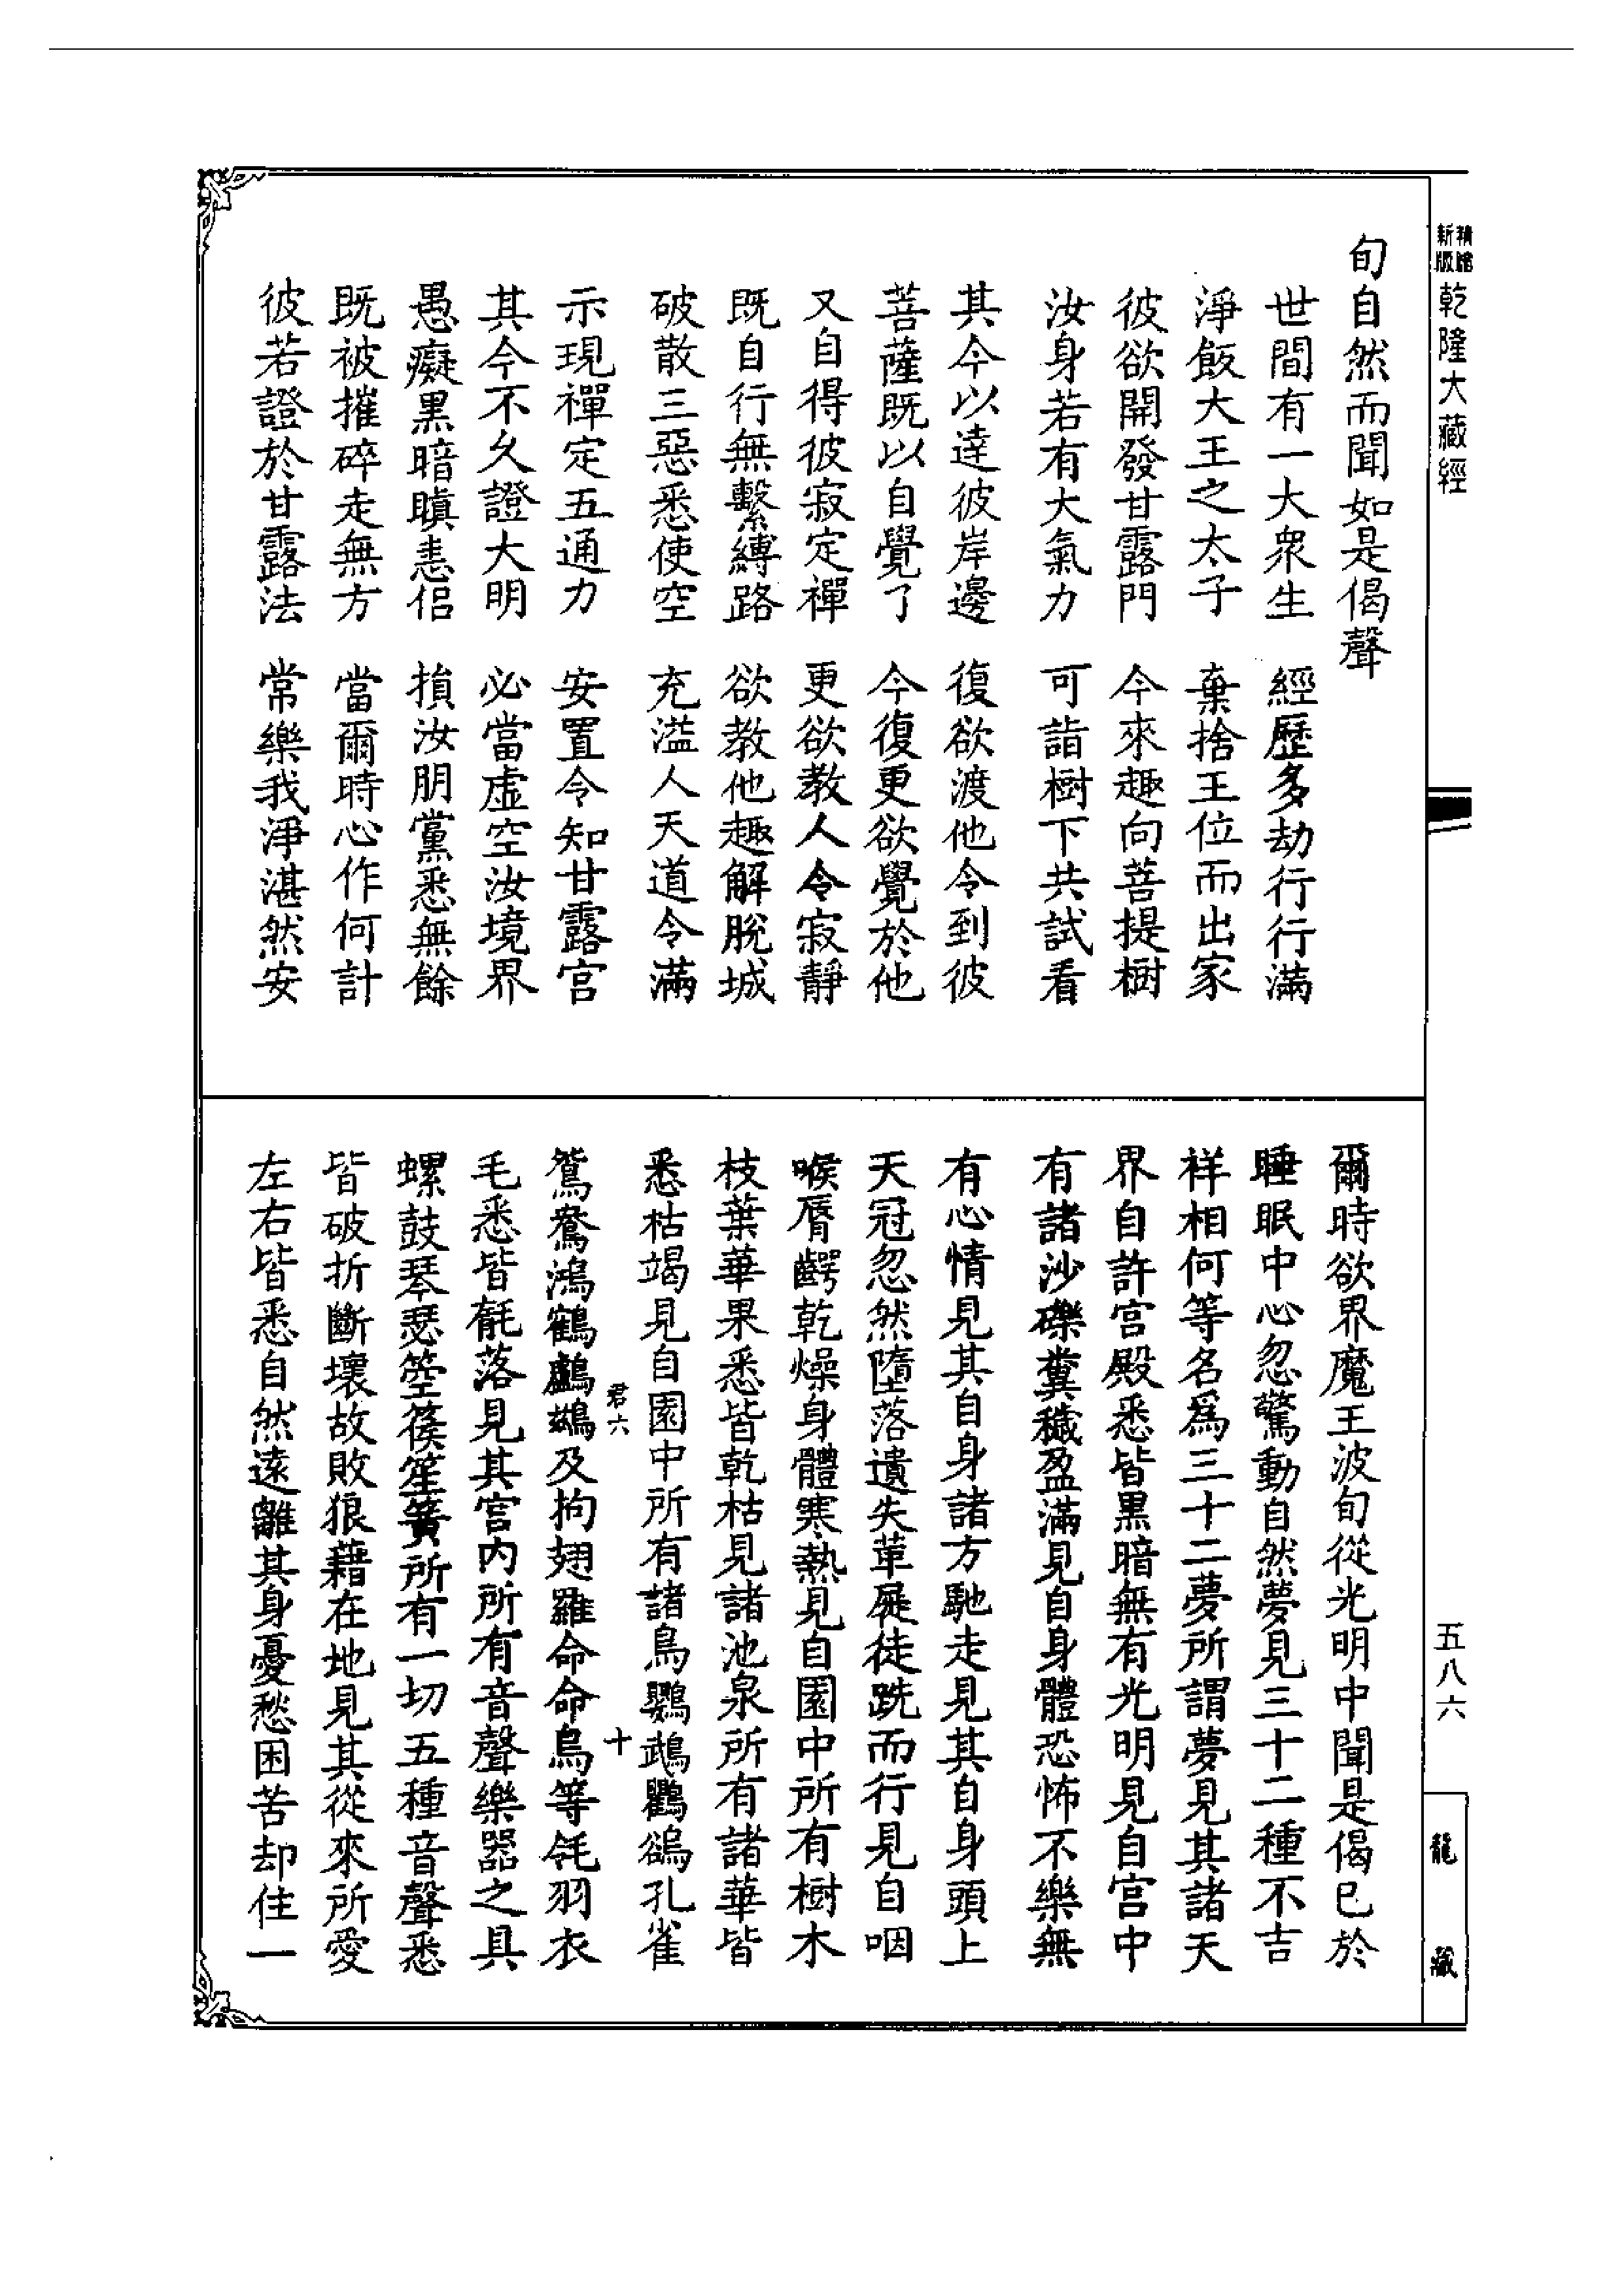 新版
精縮
乾隆大藏經
旬自然而聞如是偈聲
世間有一大衆生　經歷多劫行行滿
淨飯大王之太子　棄捨王位而出家
彼欲開發甘露門　今來趣向菩提樹
汝身若有大氣力　可詣樹下共試看
其今以達彼岸邊　復欲渡他令到彼
菩薩既以自覺了　今復更欲覺於他
又自得彼寂定禪　更欲教人令寂靜
既自行無繫縛路　欲教他趣解脫城
破散三惡悉使空　充溢人天道令滿
示現禪定五通力　安置令知甘露宮
其今不久證大明　必當虛空汝境界
愚癡黑暗瞋恚侶　損汝朋黨悉無餘
既被摧碎走無方　當爾時心作何計
彼若證於甘露法　常樂我淨湛然安
爾時欲界魔王波旬從光明中聞是偈已於
睡眠中心忽驚動自然夢見三十二種不吉
祥相何等名為三十二夢所謂夢見其諸天
界自許宮殿悉皆黑暗無有光明見自宮中
有諸沙礫糞穢盈滿見自身體恐怖不樂無
有心情見其自身諸方馳走見其自身頭上
天冠忽然墮落遺失革屣徒跣而行見自咽
喉脣齶乾燥身體寒熱見自園中所有樹木
枝葉華果悉皆乾枯見諸池泉所有諸華皆
悉枯竭見自園中所有諸鳥鸚鵡鸜鵒孔雀
君六
十
鴛鴦鴻鶴鸕鷀及拘翅羅命命鳥等毛羽衣
毛悉皆毻落見其宮內所有音聲樂器之具
螺鼓琴瑟箜篌笙簧所有一切五種音聲悉
皆破折斷壞故敗狼藉在地見其從來所愛
左右皆悉自然遠離其身憂愁困苦却住一
五八六
龍
藏